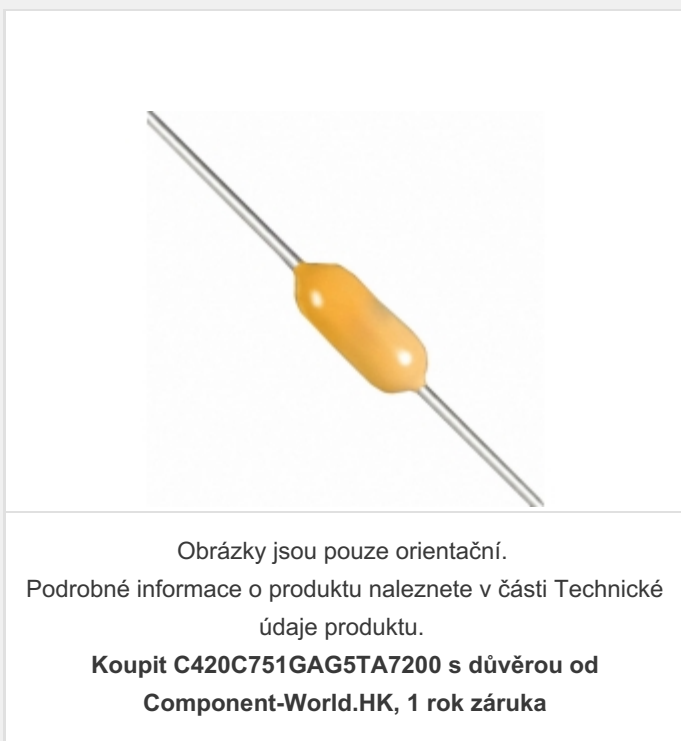 Obrázky jsou pouze orientační.
Podrobné informace o produktu naleznete v části Technické
údaje produktu.
Koupit C420C751GAG5TA7200 s důvěrou od
Component-World.HK, 1 rok záruka